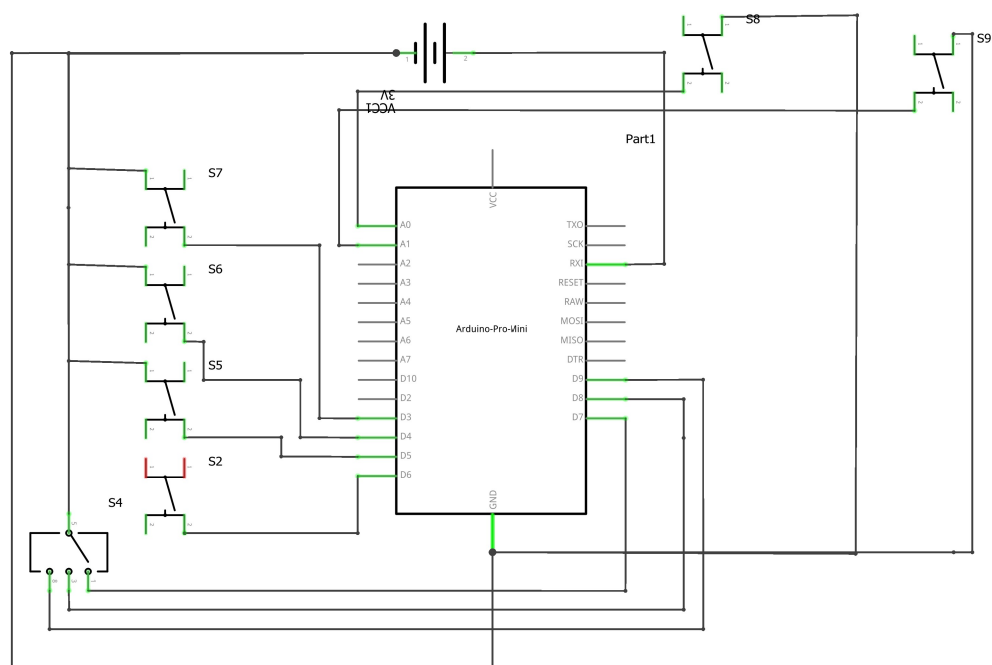 S8
S9
1
2
3V
VCC1
Part1
VCC
S7
A0
TXO
A1
SCK
A2
RXI
A3
RESET
S6
A4
RAW
A5
MOSI
Arduino-Pro-Mini
A6
MISO
S5
A7
DTR
D10
D9
D2
D8
D3
D7
D4
D5
S2
D6
S4
GND